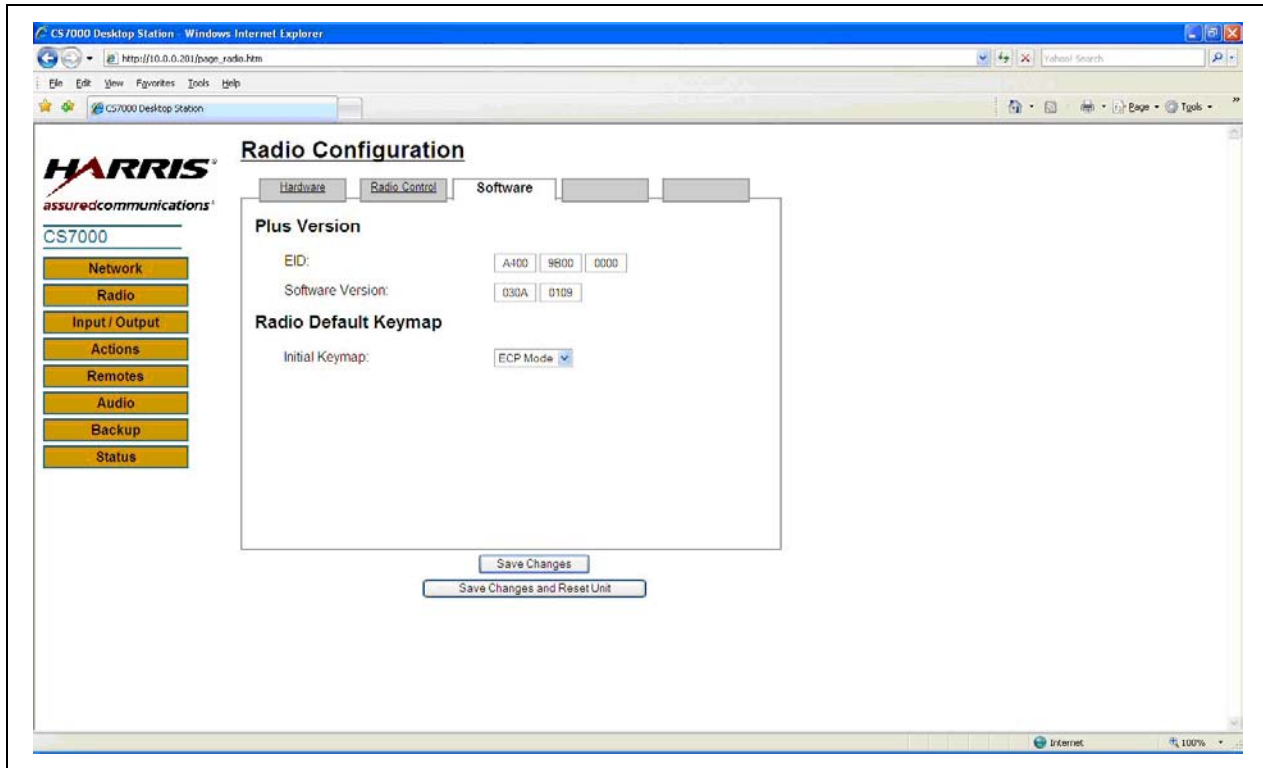 CS7000 Desktop Station - Windows Internet Explorer
http://10.0.0.201/page_radio.htm
Yahoo! Search
File Edit View Favorites Tools Help
CS7000 Desktop Station
Page Tools
HARRIS
assuredcommunications
CS7000
Network
Radio
Input / Output
Actions
Remotes
Audio
Backup
Status
Radio Configuration
Hardware Radio Control Software
Plus Version
EID: A400 9B00 0000
Software Version: 030A 0109
Radio Default Keymap
Initial Keymap: ECP Mode
Save Changes
Save Changes and Reset Unit
Internet 100%